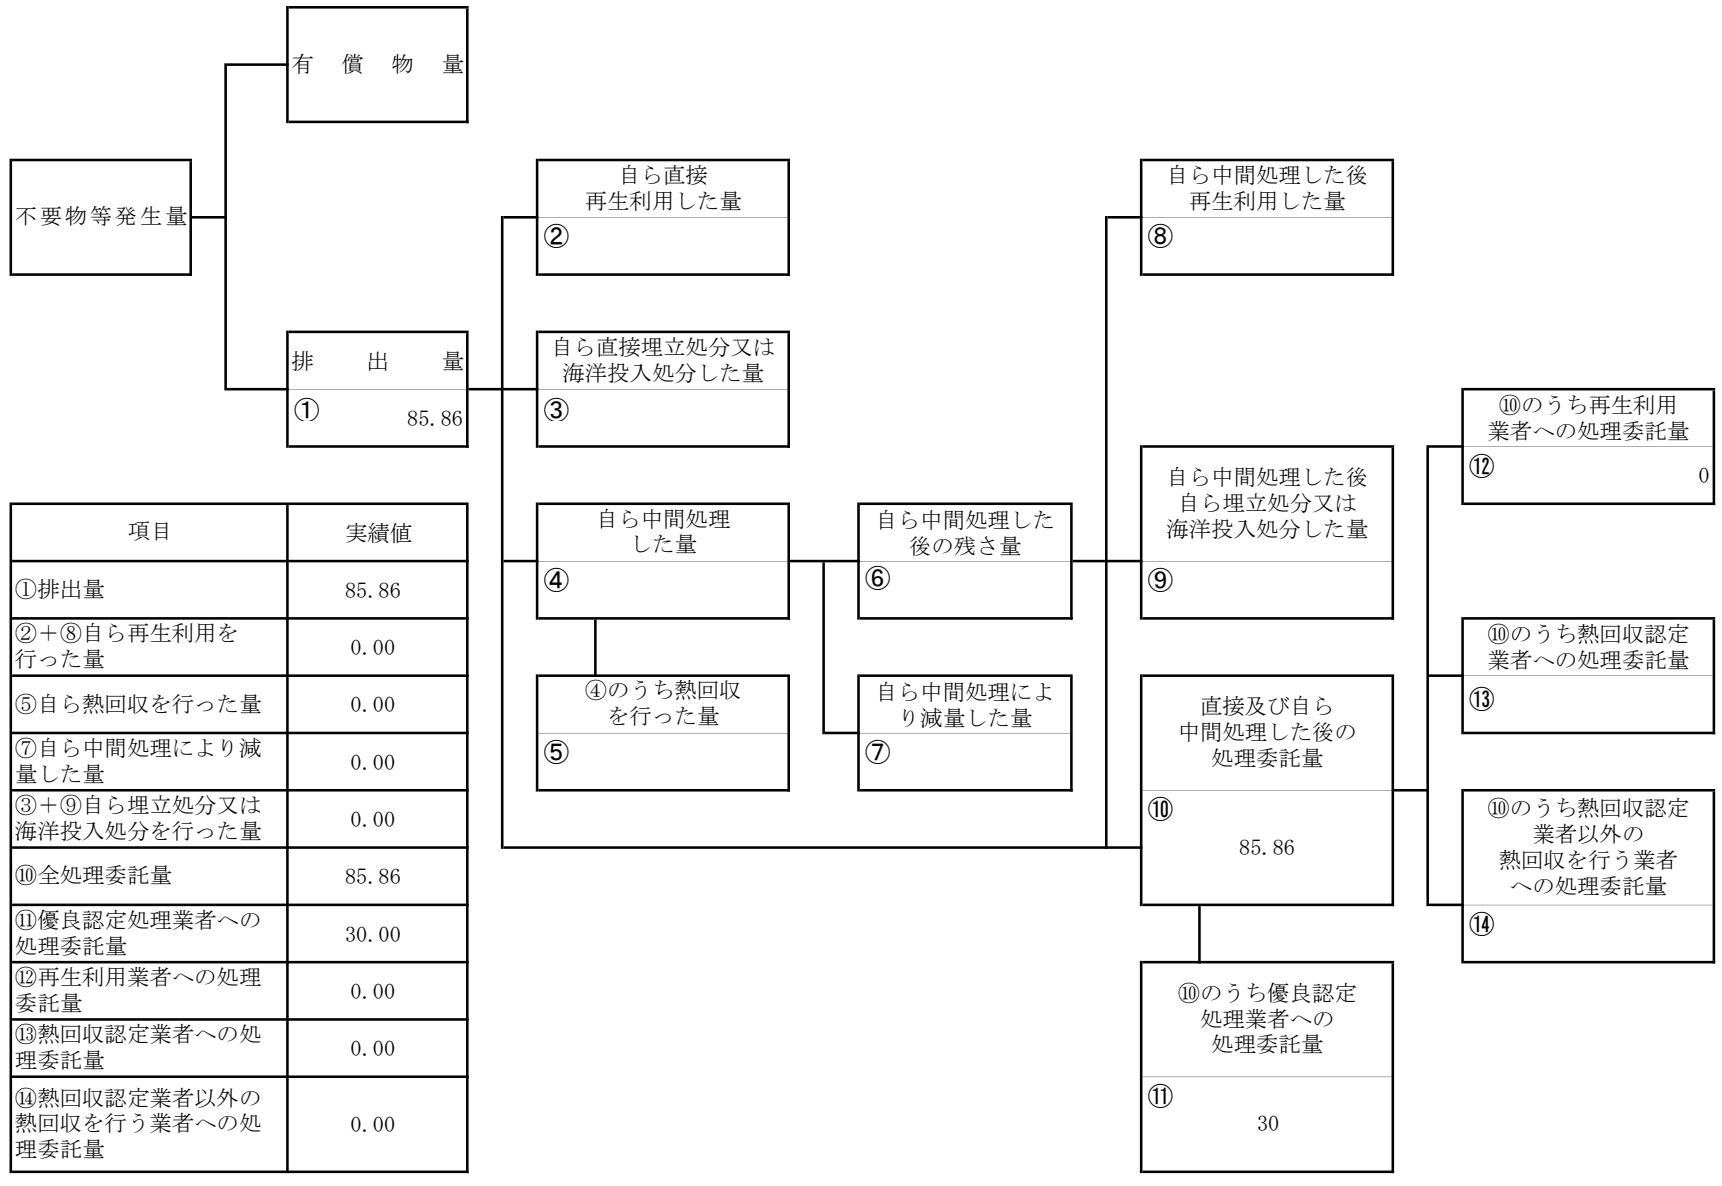 有償物量
不要物等発生量
排出量
①
85.86
自ら直接
再生利用した量
②
自ら直接埋立処分又は
海洋投入処分した量
③
自ら中間処理
した量
④
④のうち熱回収
を行った量
⑤
自ら中間処理した
後の残さ量
⑥
自ら中間処理によ
り減量した量
⑦
自ら中間処理した後
再生利用した量
⑧
自ら中間処理した後
自ら埋立処分又は
海洋投入処分した量
⑨
直接及び自ら
中間処理した後の
処理委託量
⑩
85.86
⑩のうち優良認定
処理業者への
処理委託量
⑪
30
⑩のうち再生利用
業者への処理委託量
⑫
0
⑩のうち熱回収認定
業者への処理委託量
⑬
⑩のうち熱回収認定
業者以外の
熱回収を行う業者
への処理委託量
⑭
項目 実績値
①排出量 85.86
②＋⑧自ら再生利用を
行った量 0.00
⑤自ら熱回収を行った量 0.00
⑦自ら中間処理により減
量した量 0.00
③＋⑨自ら埋立処分又は
海洋投入処分を行った量 0.00
⑩全処理委託量 85.86
⑪優良認定処理業者への
処理委託量 30.00
⑫再生利用業者への処理
委託量 0.00
⑬熱回収認定業者への処
理委託量 0.00
⑭熱回収認定業者以外の
熱回収を行う業者への処
理委託量 0.00